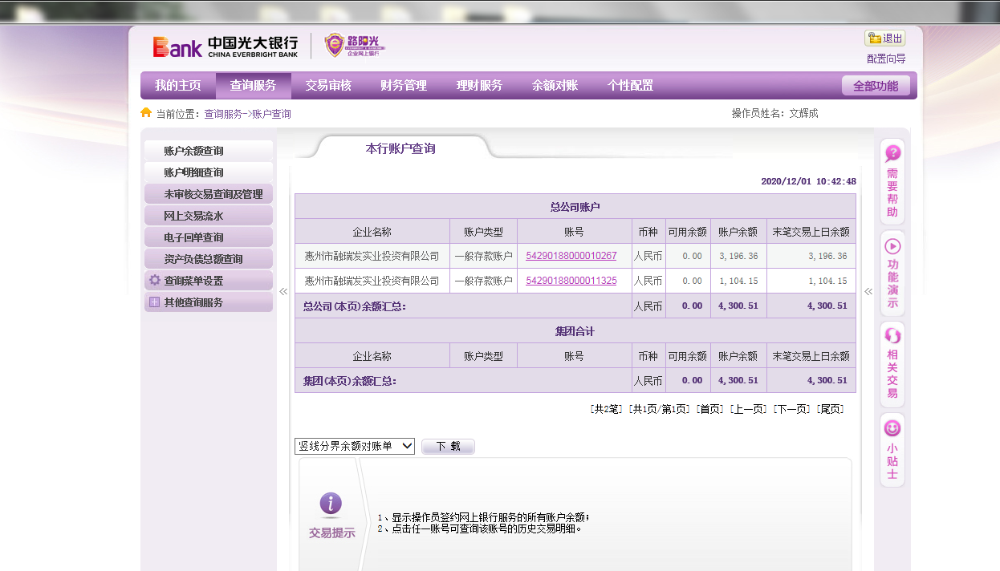 Bank 中国光大银行 CHINA EVERBRIGHT BANK 路阳光 企业网上银行
退出
配置向导
我的主页 查询服务 交易审核 财务管理 理财服务 余额对账 个性配置 全部功能
当前位置：查询服务->账户查询 操作员姓名：文辉成
账户余额查询
账户明细查询
未审核交易查询及管理
网上交易流水
电子回单查询
资产负债总额查询
查询菜单设置
其他查询服务
本行账户查询
2020/12/01 10:42:48
总公司账户
企业名称 账户类型 账号 币种 可用余额 账户余额 末笔交易上日余额
惠州市融瑞发实业投资有限公司 一般存款账户 54290188000010267 人民币 0.00 3,196.36 3,196.36
惠州市融瑞发实业投资有限公司 一般存款账户 54290188000011325 人民币 0.00 1,104.15 1,104.15
总公司(本页)余额汇总: 人民币 0.00 4,300.51 4,300.51
集团合计
企业名称 账户类型 账号 币种 可用余额 账户余额 末笔交易上日余额
集团(本页)余额汇总: 人民币 0.00 4,300.51 4,300.51
[共2笔] [共1页/第1页] [首页] [上一页] [下一页] [尾页]
竖线分界余额对账单 下 载
交易提示
1、显示操作员签约网上银行服务的所有账户余额；
2、点击任一账号可查询该账号的历史交易明细。
需要帮助
功能演示
相关交易
小贴士